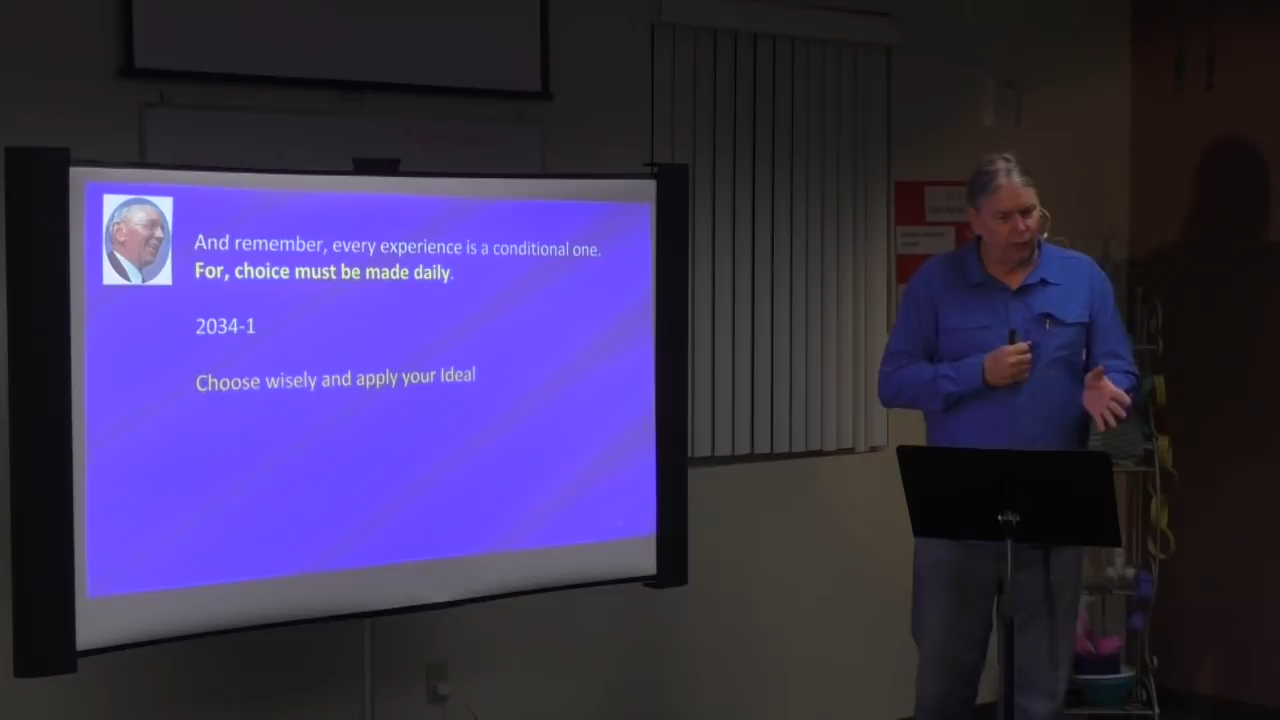 And remember, every experience is a conditional one.
For, choice must be made daily.
2034-1
Choose wisely and apply your Ideal